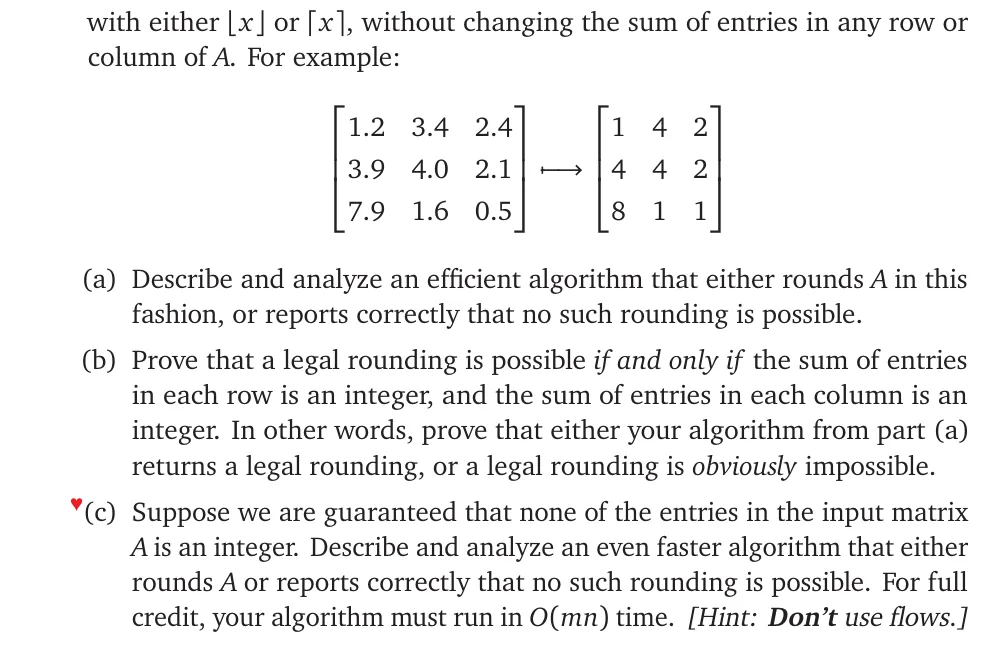 with either ⌊x⌋ or ⌈x⌉, without changing the sum of entries in any row or
column of A. For example:
1.2 3.4 2.4
3.9 4.0 2.1
7.9 1.6 0.5
⟼
1 4 2
4 4 2
8 1 1
(a) Describe and analyze an efficient algorithm that either rounds A in this
fashion, or reports correctly that no such rounding is possible.
(b) Prove that a legal rounding is possible if and only if the sum of entries
in each row is an integer, and the sum of entries in each column is an
integer. In other words, prove that either your algorithm from part (a)
returns a legal rounding, or a legal rounding is obviously impossible.
♥(c) Suppose we are guaranteed that none of the entries in the input matrix
A is an integer. Describe and analyze an even faster algorithm that either
rounds A or reports correctly that no such rounding is possible. For full
credit, your algorithm must run in O(mn) time. [Hint: Don't use flows.]